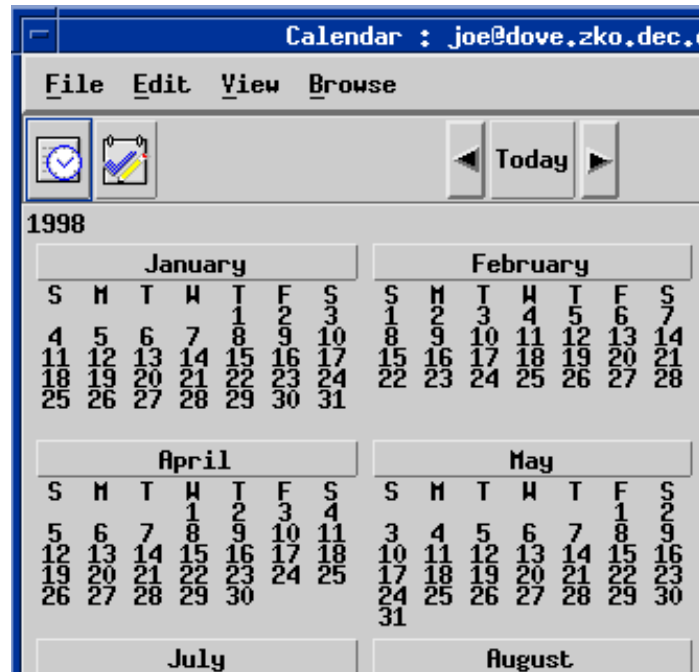 Calendar : joe@dove.zko.dec.
File Edit View Browse
Today
1998
January February
S M T W T F S S M T W T F S
1 2 3 1 2 3 4 5 6 7
4 5 6 7 8 9 10 8 9 10 11 12 13 14
11 12 13 14 15 16 17 15 16 17 18 19 20 21
18 19 20 21 22 23 24 22 23 24 25 26 27 28
25 26 27 28 29 30 31
April May
S M T W T F S S M T W T F S
1 2 3 4 1 2
5 6 7 8 9 10 11 3 4 5 6 7 8 9
12 13 14 15 16 17 18 10 11 12 13 14 15 16
19 20 21 22 23 24 25 17 18 19 20 21 22 23
26 27 28 29 30 24 25 26 27 28 29 30
31
July August